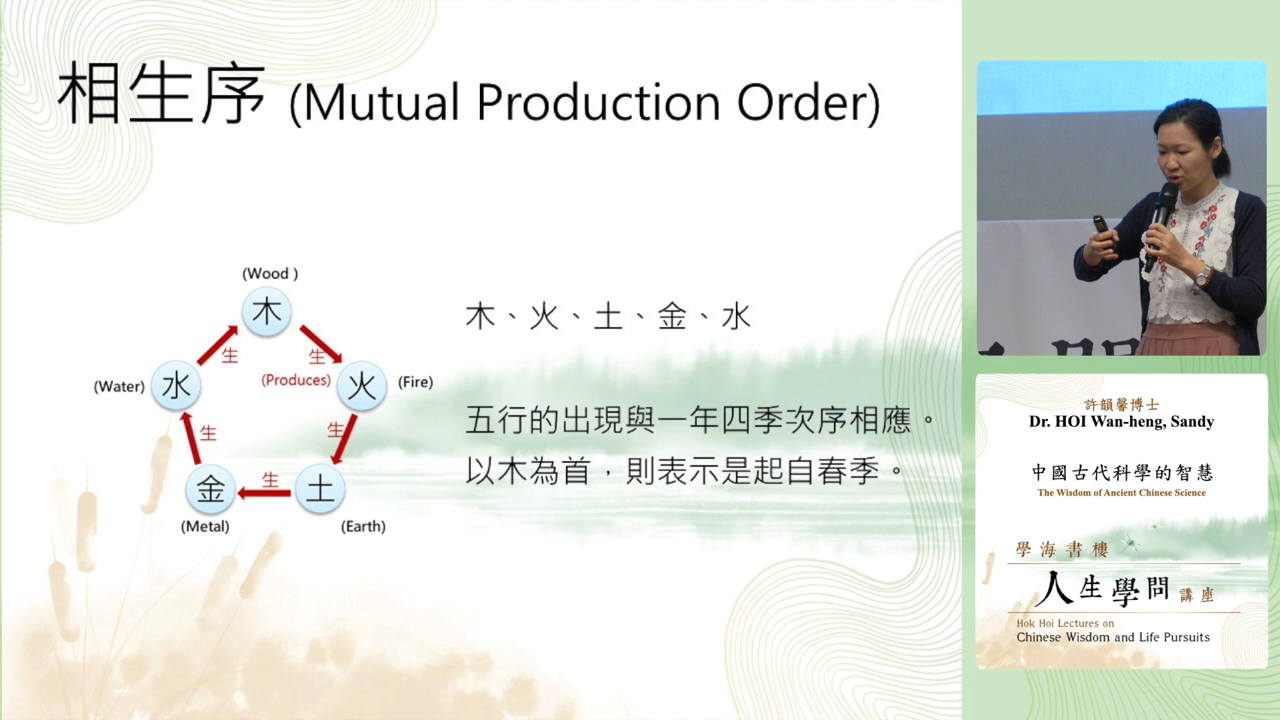 相生序 (Mutual Production Order)
(Wood )
木
生
生
(Produces)
(Water)
水
火
(Fire)
生
生
金
生
土
(Metal)
(Earth)
木、火、土、金、水
五行的出現與一年四季次序相應。
以木為首，則表示是起自春季。
許韻馨博士
Dr. HOI Wan-heng, Sandy
中國古代科學的智慧
The Wisdom of Ancient Chinese Science
學海書樓
人生學問講座
Hok Hoi Lectures on
Chinese Wisdom and Life Pursuits